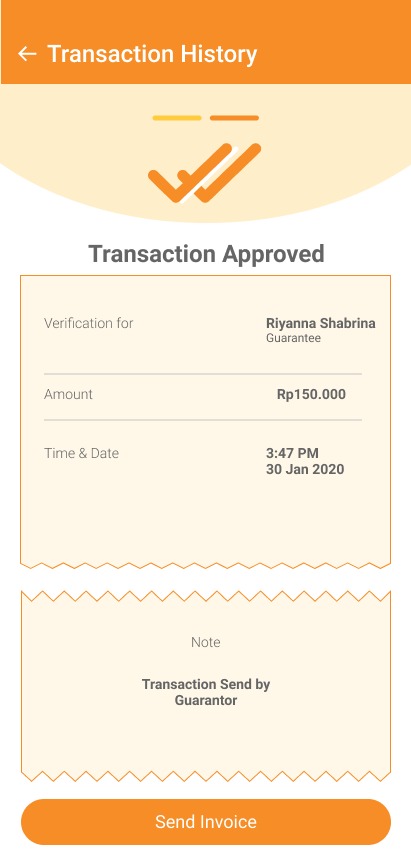 Transaction History
Transaction Approved
Verification for
Riyanna Shabrina
Guarantee
Amount
Rp150.000
Time & Date
3:47 PM
30 Jan 2020
Note
Transaction Send by
Guarantor
Send Invoice